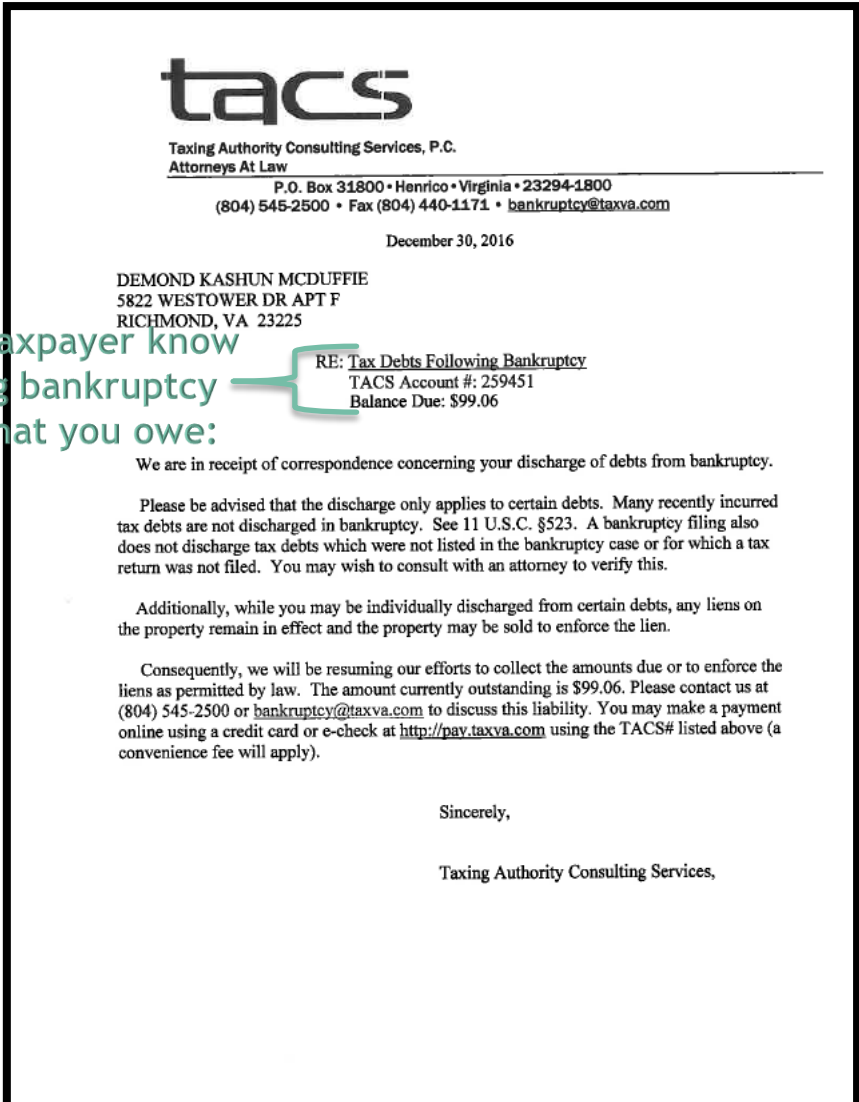 tacs
Taxing Authority Consulting Services, P.C.
Attorneys At Law
P.O. Box 31800 • Henrico • Virginia • 23294-1800
(804) 545-2500 • Fax (804) 440-1171 • bankruptcy@taxva.com
December 30, 2016
DEMOND KASHUN MCDUFFIE
5822 WESTOWER DR APT F
RICHMOND, VA 23225
axpayer know
g bankruptcy
hat you owe:
RE: Tax Debts Following Bankruptcy
TACS Account #: 259451
Balance Due: $99.06
We are in receipt of correspondence concerning your discharge of debts from bankruptcy.
Please be advised that the discharge only applies to certain debts. Many recently incurred
tax debts are not discharged in bankruptcy. See 11 U.S.C. §523. A bankruptcy filing also
does not discharge tax debts which were not listed in the bankruptcy case or for which a tax
return was not filed. You may wish to consult with an attorney to verify this.
Additionally, while you may be individually discharged from certain debts, any liens on
the property remain in effect and the property may be sold to enforce the lien.
Consequently, we will be resuming our efforts to collect the amounts due or to enforce the
liens as permitted by law. The amount currently outstanding is $99.06. Please contact us at
(804) 545-2500 or bankruptcy@taxva.com to discuss this liability. You may make a payment
online using a credit card or e-check at http://pay.taxva.com using the TACS# listed above (a
convenience fee will apply).
Sincerely,
Taxing Authority Consulting Services,